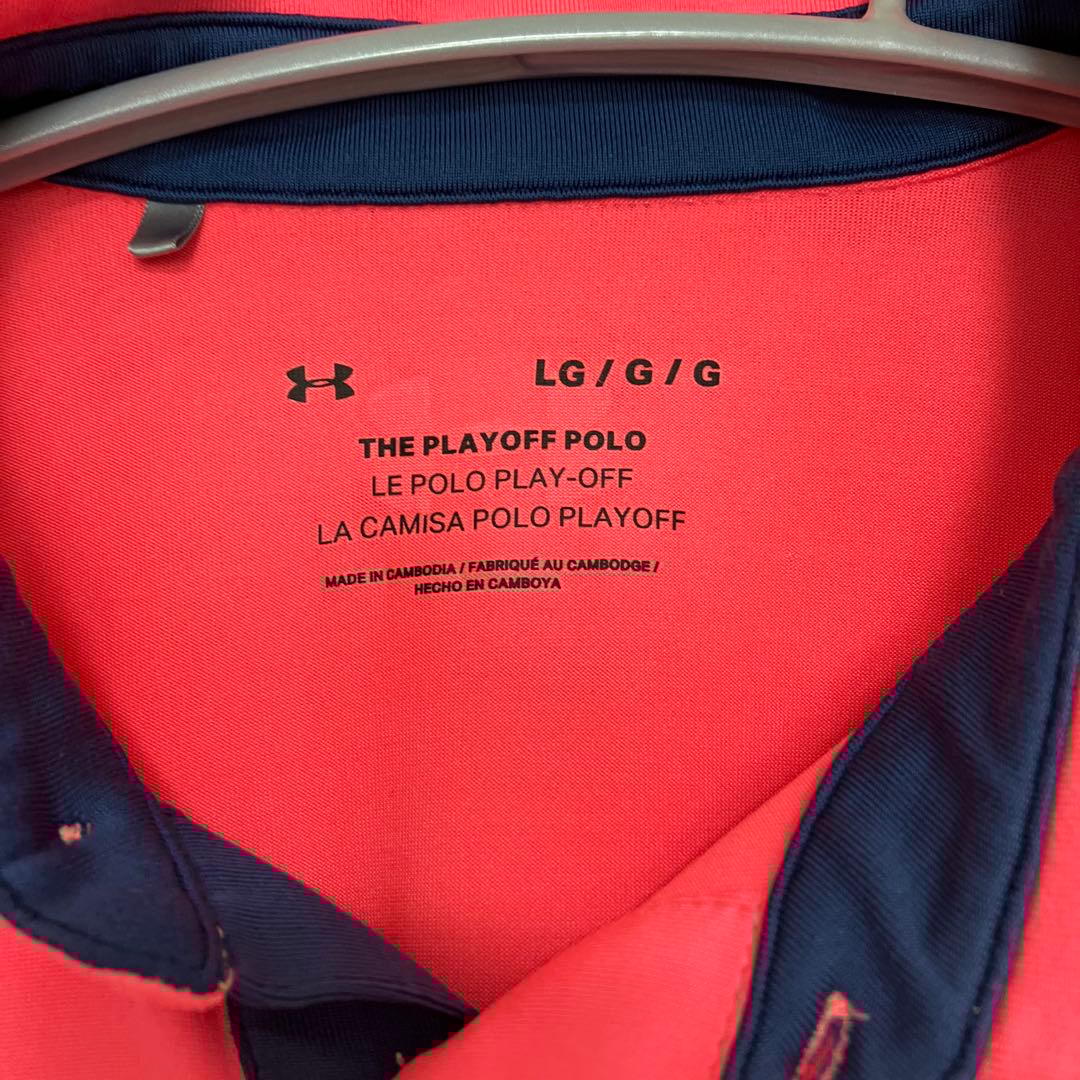 LG / G / G
THE PLAYOFF POLO
LE POLO PLAY-OFF
LA CAMISA POLO PLAYOFF
MADE IN CAMBODIA / FABRIQUÉ AU CAMBODGE /
HECHO EN CAMBOYA